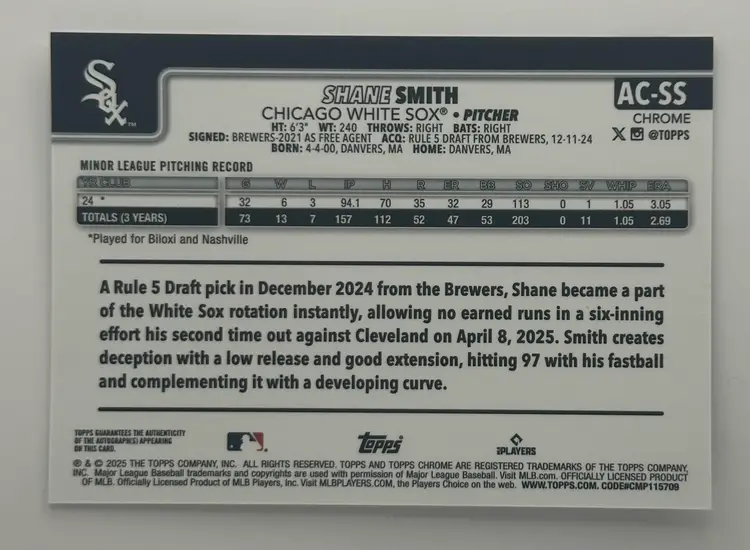 Sox
SHANE SMITH
AC-SS
CHICAGO WHITE SOX® • PITCHER
CHROME
HT: 6'3" WT: 240 THROWS: RIGHT BATS: RIGHT
@TOPPS
SIGNED: BREWERS-2021 AS FREE AGENT ACQ: RULE 5 DRAFT FROM BREWERS, 12-11-24
BORN: 4-4-00, DANVERS, MA HOME: DANVERS, MA
MINOR LEAGUE PITCHING RECORD
YR CLUB G W L IP H R ER BB SO SHO SV WHIP ERA
24 * 32 6 3 94.1 70 35 32 29 113 0 1 1.05 3.05
TOTALS (3 YEARS) 73 13 7 157 112 52 47 53 203 0 11 1.05 2.69
*Played for Biloxi and Nashville
A Rule 5 Draft pick in December 2024 from the Brewers, Shane became a part
of the White Sox rotation instantly, allowing no earned runs in a six-inning
effort his second time out against Cleveland on April 8, 2025. Smith creates
deception with a low release and good extension, hitting 97 with his fastball
and complementing it with a developing curve.
TOPPS GUARANTEES THE AUTHENTICITY
OF THE AUTOGRAPH(S) APPEARING
ON THIS CARD.
Topps
PLAYERS
® & © 2025 THE TOPPS COMPANY, INC. ALL RIGHTS RESERVED. TOPPS AND TOPPS CHROME ARE REGISTERED TRADEMARKS OF THE TOPPS COMPANY,
INC. Major League Baseball trademarks and copyrights are used with permission of Major League Baseball. Visit MLB.com. OFFICIALLY LICENSED PRODUCT
OF MLB. Officially Licensed Product of MLB Players, Inc. Visit MLBPLAYERS.COM, the Players Choice on the web. WWW.TOPPS.COM. CODE#CMP115709